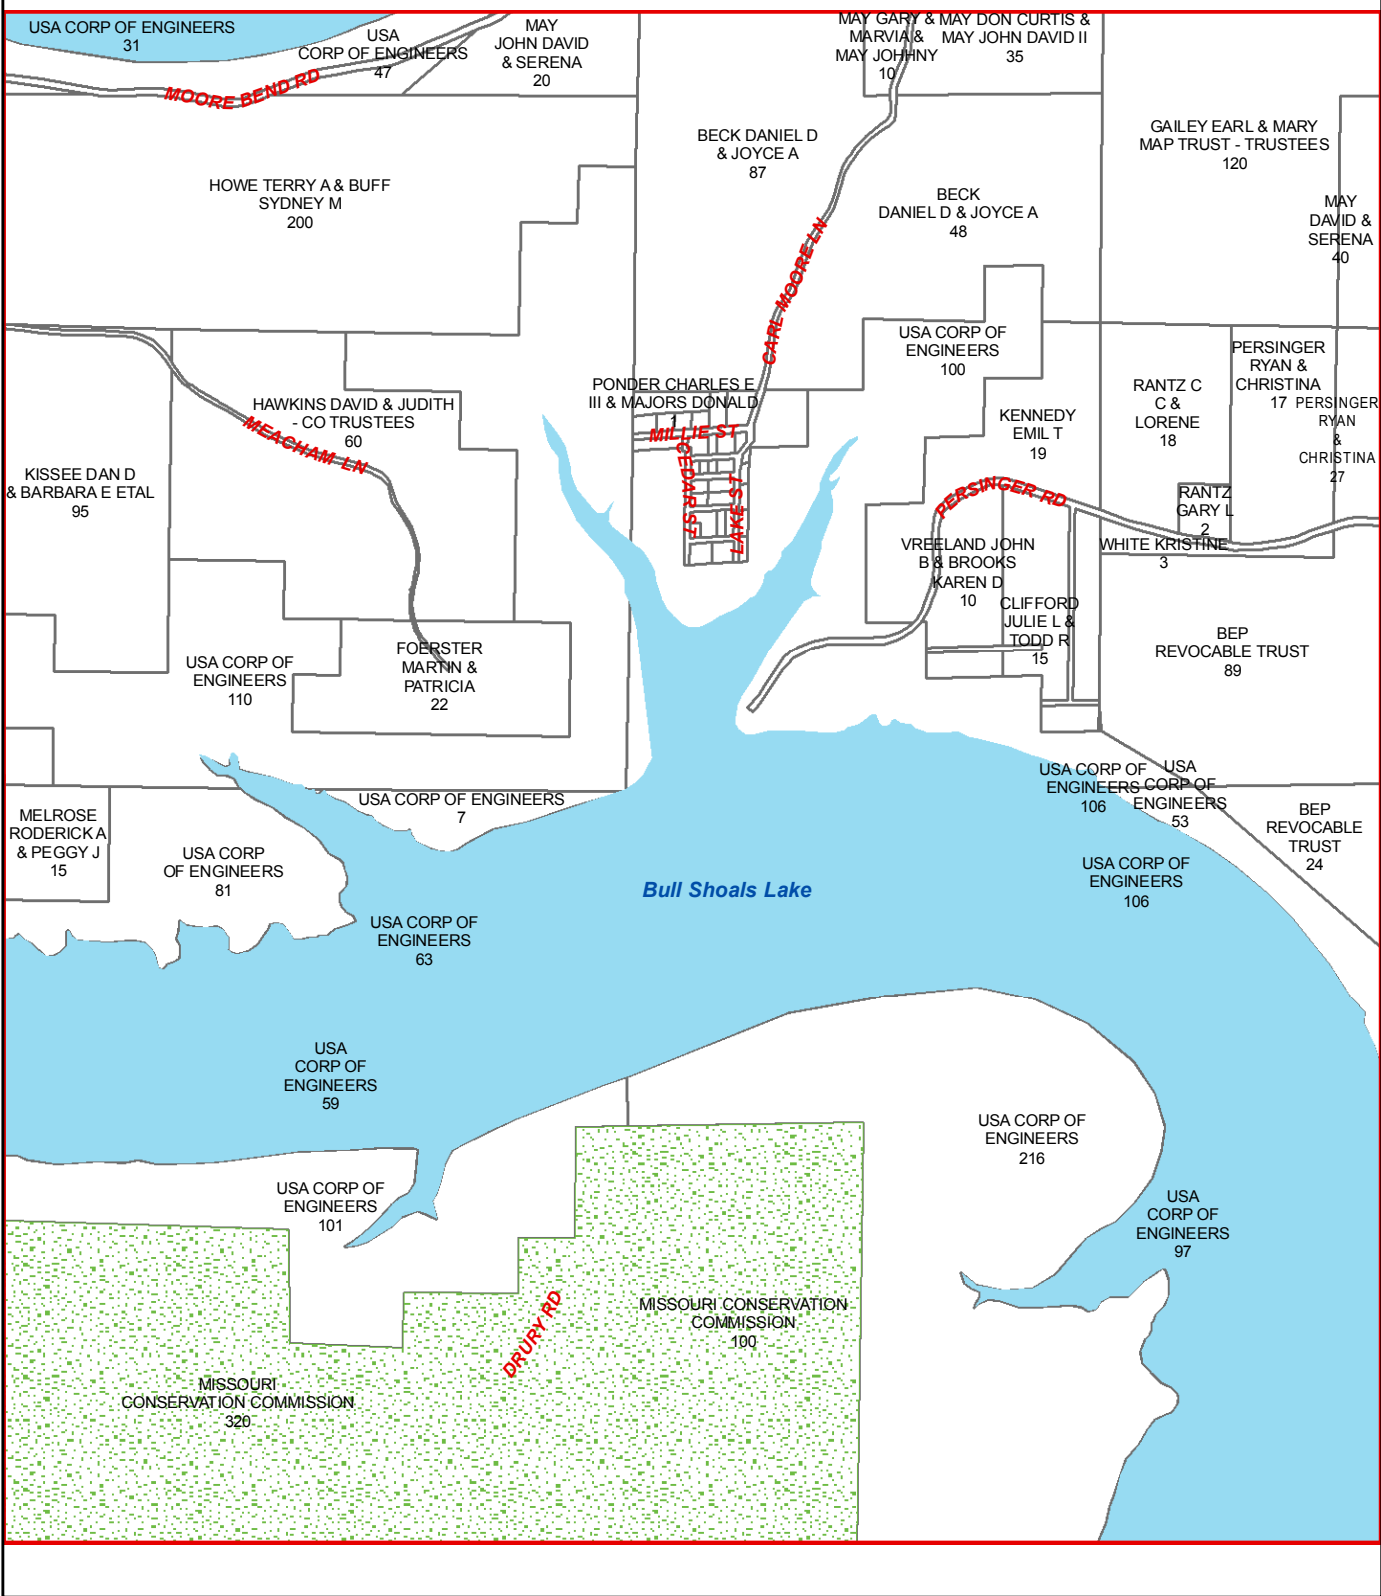 USA CORP OF ENGINEERS
31
USA
CORP OF ENGINEERS
47
MAY
JOHN DAVID
& SERENA
20
MAY GARY &
MARVIA &
MAY JOHHNY
10
MAY DON CURTIS &
MAY JOHN DAVID II
35
MOORE BEND RD
BECK DANIEL D
& JOYCE A
87
GAILEY EARL & MARY
MAP TRUST - TRUSTEES
120
HOWE TERRY A & BUFF
SYDNEY M
200
BECK
DANIEL D & JOYCE A
48
MAY
DAVID &
SERENA
40
CARL MOORE LN
USA CORP OF
ENGINEERS
100
PERSINGER
RYAN &
CHRISTINA
17
PERSINGER
RYAN
&
CHRISTINA
27
RANTZ C
C &
LORENE
18
PONDER CHARLES E
III & MAJORS DONALD
1
HAWKINS DAVID & JUDITH
- CO TRUSTEES
60
KENNEDY
EMIL T
19
MEACHAM LN
MILLIE ST
CEDAR ST
LAKE ST
KISSEE DAN D
& BARBARA E ETAL
95
PERSINGER RD
RANTZ
GARY L
2
WHITE KRISTINE
3
VREELAND JOHN
B & BROOKS
KAREN D
10
CLIFFORD
JULIE L &
TODD R
15
BEP
REVOCABLE TRUST
89
USA CORP OF
ENGINEERS
110
FOERSTER
MARTIN &
PATRICIA
22
USA CORP OF
ENGINEERS
106
USA
CORP OF
ENGINEERS
53
USA CORP OF ENGINEERS
7
MELROSE
RODERICK A
& PEGGY J
15
BEP
REVOCABLE
TRUST
24
USA CORP
OF ENGINEERS
81
USA CORP OF
ENGINEERS
106
Bull Shoals Lake
USA CORP OF
ENGINEERS
63
USA
CORP OF
ENGINEERS
59
USA CORP OF
ENGINEERS
216
USA CORP OF
ENGINEERS
101
USA
CORP OF
ENGINEERS
97
DRURY RD
MISSOURI CONSERVATION
COMMISSION
100
MISSOURI
CONSERVATION COMMISSION
320